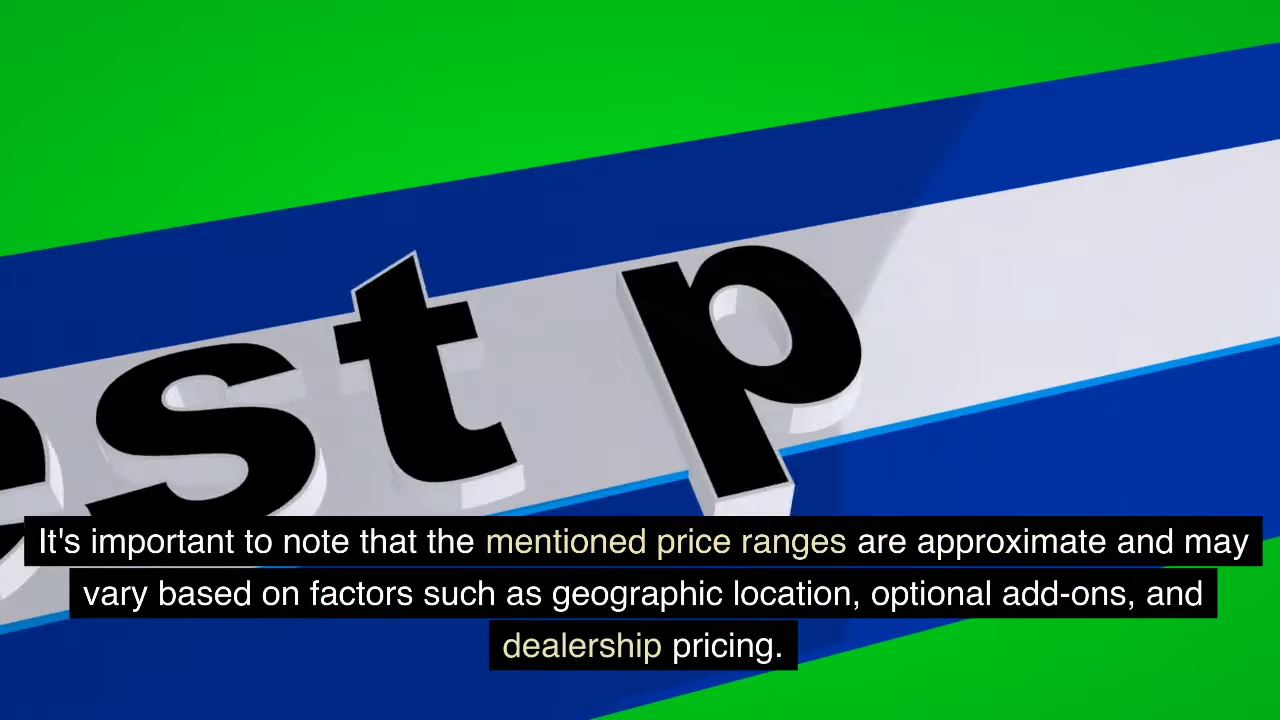 est p
It's important to note that the mentioned price ranges are approximate and may
vary based on factors such as geographic location, optional add-ons, and
dealership pricing.